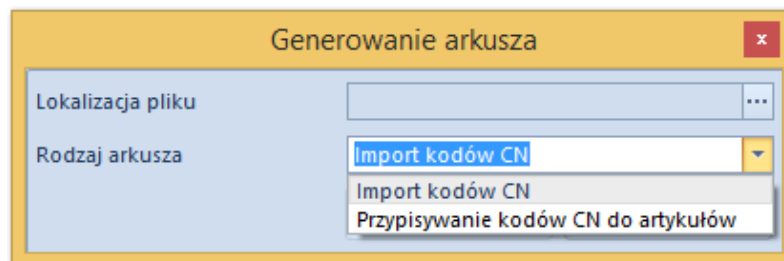 Generowanie arkusza
x
Lokalizacja pliku
...
Rodzaj arkusza
Import kodów CN
Import kodów CN
Przypisywanie kodów CN do artykułów